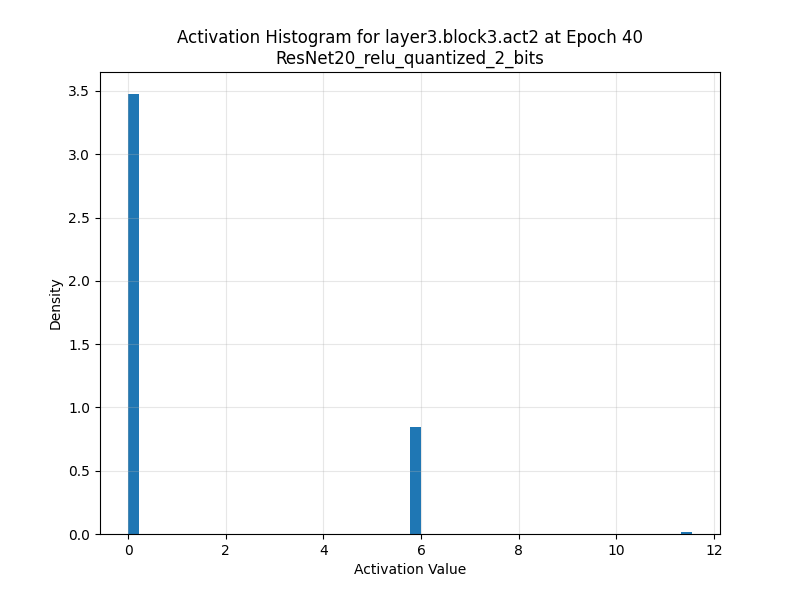 Activation Histogram for layer3.block3.act2 at Epoch 40
ResNet20_relu_quantized_2_bits
3.5
3.0
2.5
2.0
1.5
1.0
0.5
0.0
Density
0 2 4 6 8 10 12
Activation Value